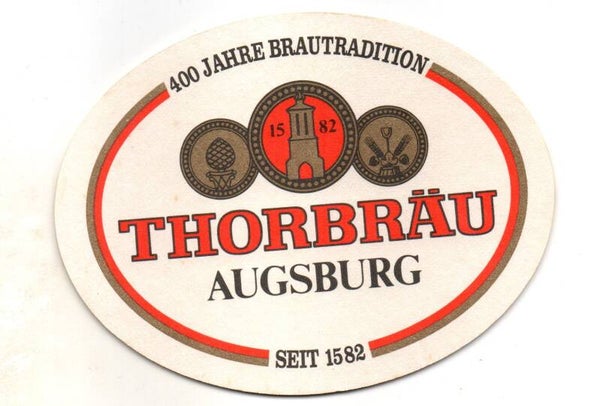 400 JAHRE BRAUTRADITION
15 82
THORBRÄU
AUGSBURG
SEIT 1582